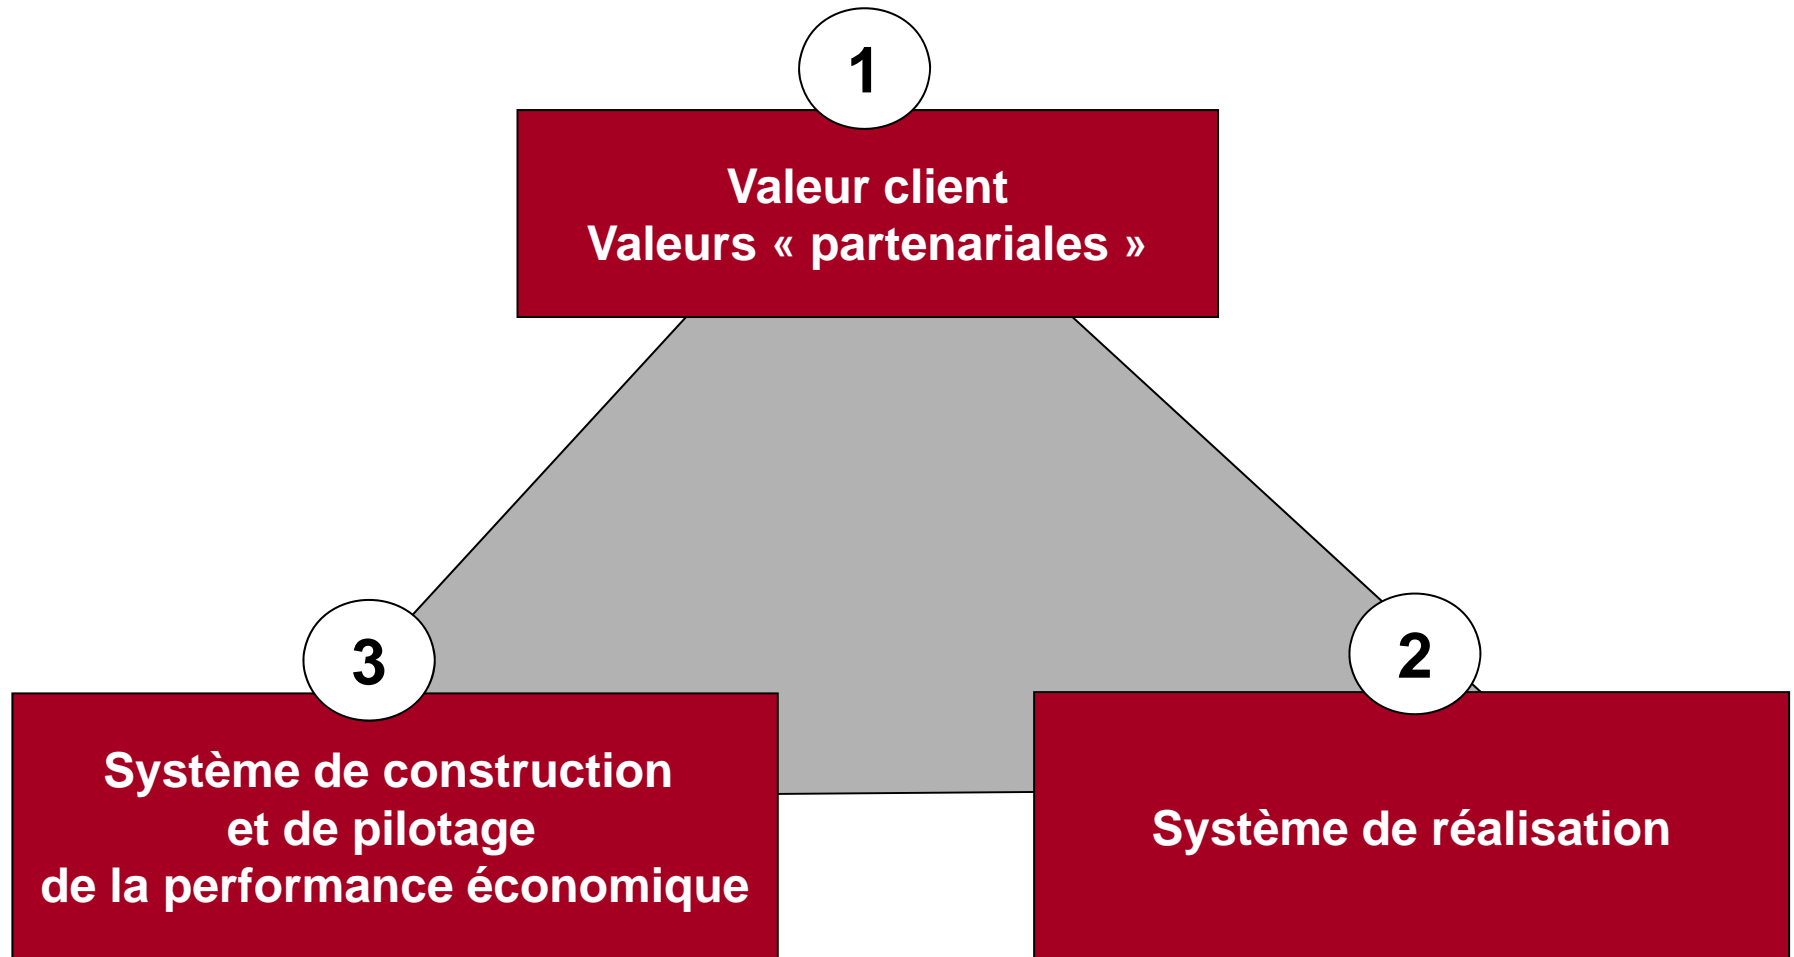 1
Valeur client
Valeurs « partenariales »
3
Système de construction
et de pilotage
de la performance économique
2
Système de réalisation